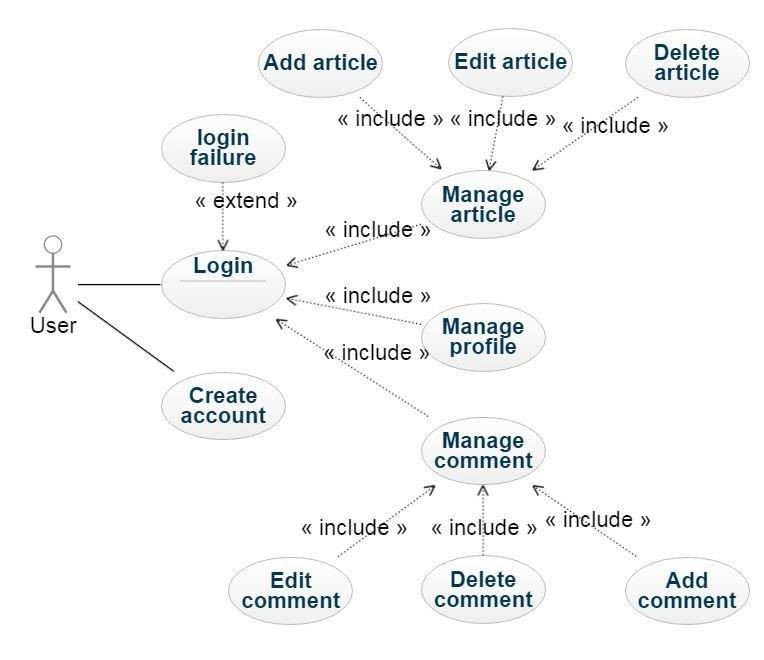 Add article
Edit article
Delete
article
« include »
« include »
« include »
login
failure
« extend »
Manage
article
« include »
Login
« include »
User
Manage
profile
« include »
Create
account
Manage
comment
« include »
« include »
« include »
Edit
comment
Delete
comment
Add
comment